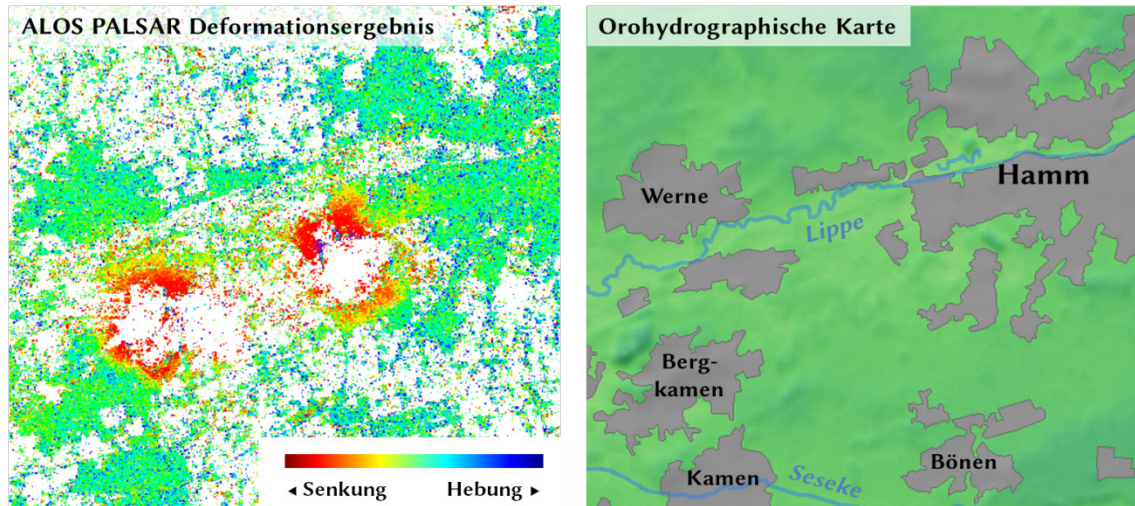 ALOS PALSAR Deformationsergebnis
◄ Senkung Hebung ►
Orohydrographische Karte
Werne
Hamm
Lippe
Berg-
kamen
Kamen
Seseke
Bönen